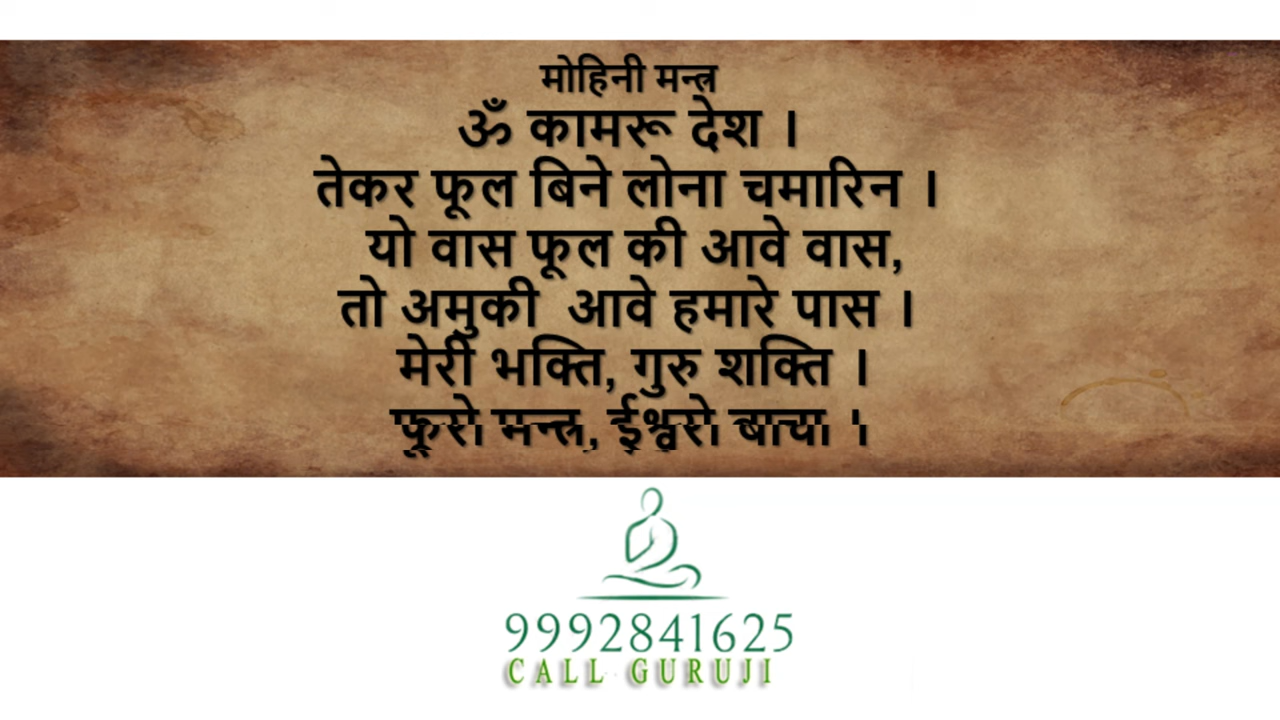 मोहिनी मन्त्र
ॐ कामरू देश ।
तेकर फूल बिने लोना चमारिन ।
यो वास फूल की आवे वास,
तो अमुकी आवे हमारे पास ।
मेरी भक्ति, गुरु शक्ति ।
फूरो मन्त्र, ईश्वरो वाचा ।
9992841625
CALL GURUJI